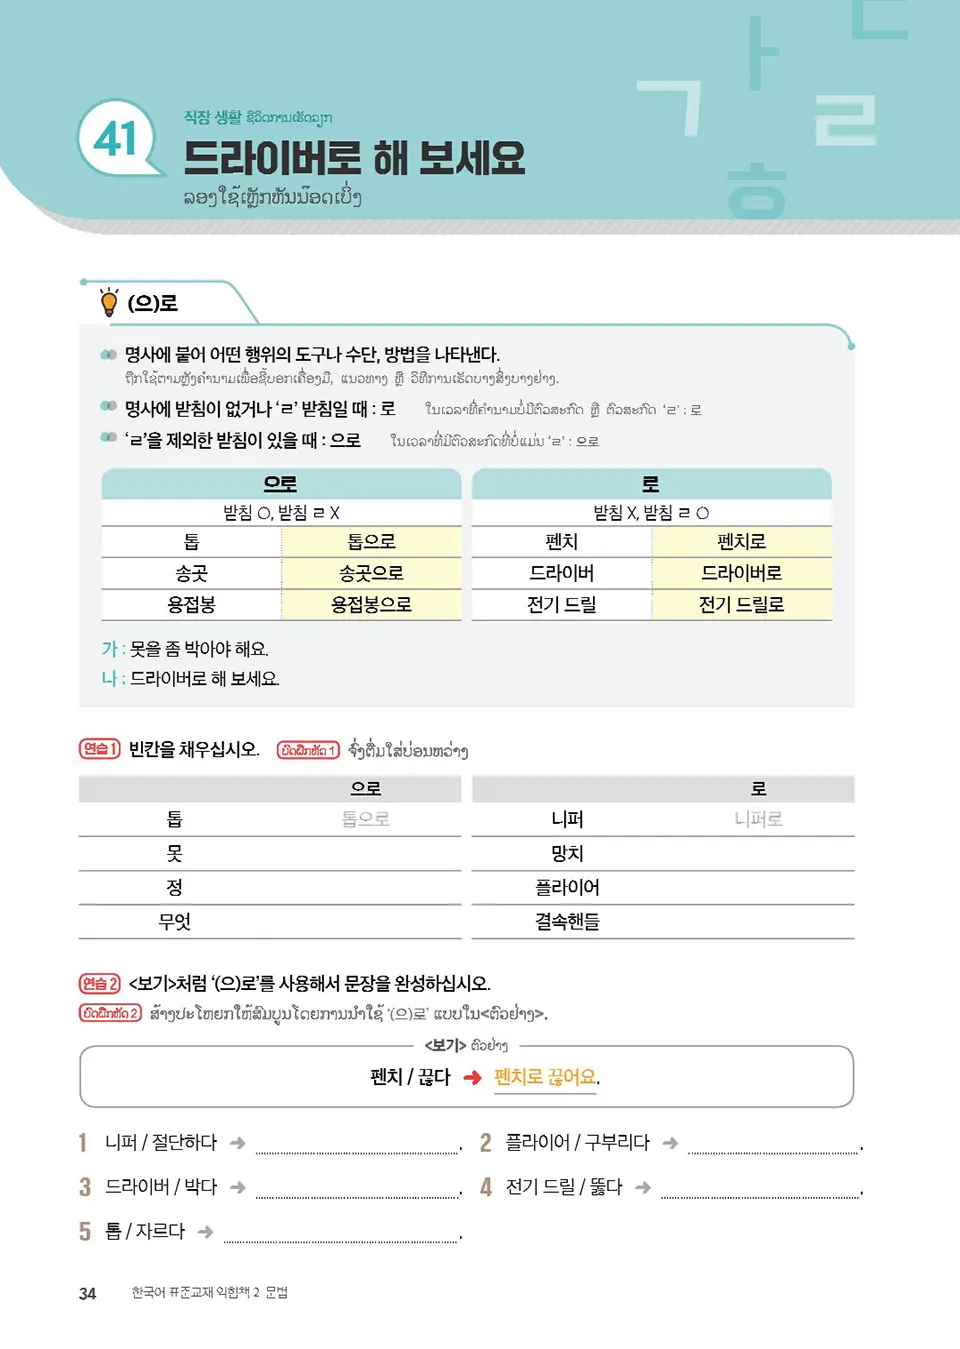 41
직장 생활 ຊີວິດການເຮັດວຽກ
드라이버로 해 보세요
ລອງໃຊ້ເຫຼັກຫັນນ໊ອດເບິ່ງ
ㄱ ㅏ ㄹ ㅎ ㄷ
(으)로
명사에 붙어 어떤 행위의 도구나 수단, 방법을 나타낸다.
ຖືກໃຊ້ຕາມຫຼັງຄຳນາມເພື່ອຊີ້ບອກເຄື່ອງມື, ແນວທາງ ຫຼື ວິທີການເຮັດບາງສິ່ງບາງຢ່າງ.
명사에 받침이 없거나 ‘ㄹ’ 받침일 때 : 로 ໃນເວລາທີ່ຄຳນາມບໍ່ມີຕົວສະກົດ ຫຼື ຕົວສະກົດ ‘ㄹ’ : 로
‘ㄹ’을 제외한 받침이 있을 때 : 으로 ໃນເວລາທີ່ມີຕົວສະກົດທີ່ບໍ່ແມ່ນ ‘ㄹ’ : 으로
으로 로
받침 O, 받침 ㄹ X 받침 X, 받침 ㄹ O
톱 톱으로 펜치 펜치로
송곳 송곳으로 드라이버 드라이버로
용접봉 용접봉으로 전기 드릴 전기 드릴로
가 : 못을 좀 박아야 해요.
나 : 드라이버로 해 보세요.
연습 1 빈칸을 채우십시오. ບົດຝຶກຫັດ 1 ຈົ່ງຕື່ມໃສ່ບ່ອນຫວ່າງ
으로 로
톱 톱으로 니퍼 니퍼로
못 망치
정 플라이어
무엇 결속핸들
연습 2 <보기>처럼 ‘(으)로’를 사용해서 문장을 완성하십시오.
ບົດຝຶກຫັດ 2 ສ້າງປະໂຫຍກໃຫ້ສົມບູນໂດຍການນຳໃຊ້ ‘(으)로’ ແບບໃນ<ຕົວຢ່າງ>.
<보기> ຕົວຢ່າງ
펜치 / 끊다 ➜ 펜치로 끊어요.
1 니퍼 / 절단하다 ➜ . 2 플라이어 / 구부리다 ➜ .
3 드라이버 / 박다 ➜ . 4 전기 드릴 / 뚫다 ➜ .
5 톱 / 자르다 ➜ .
34 한국어 표준교재 익힘책 2 문법